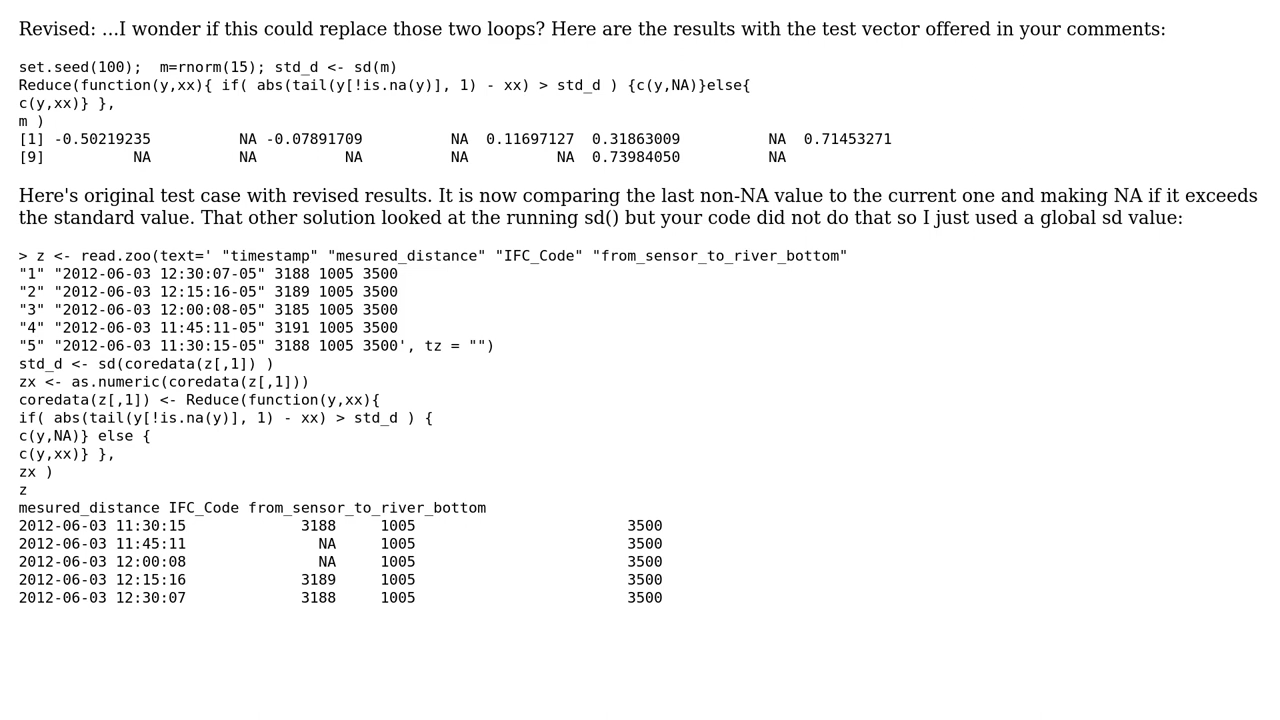 Revised: ...I wonder if this could replace those two loops? Here are the results with the test vector offered in your comments:
set.seed(100);  m=rnorm(15); std_d <- sd(m)
Reduce(function(y,xx){ if( abs(tail(y[!is.na(y)], 1) - xx) > std_d ) {c(y,NA)}else{
c(y,xx)} },
m )
[1] -0.50219235          NA -0.07891709          NA  0.11697127  0.31863009          NA  0.71453271
[9]          NA          NA          NA          NA          NA  0.73984050          NA
Here's original test case with revised results. It is now comparing the last non-NA value to the current one and making NA if it exceeds
the standard value. That other solution looked at the running sd() but your code did not do that so I just used a global sd value:
> z <- read.zoo(text=' "timestamp" "mesured_distance" "IFC_Code" "from_sensor_to_river_bottom"
"1" "2012-06-03 12:30:07-05" 3188 1005 3500
"2" "2012-06-03 12:15:16-05" 3189 1005 3500
"3" "2012-06-03 12:00:08-05" 3185 1005 3500
"4" "2012-06-03 11:45:11-05" 3191 1005 3500
"5" "2012-06-03 11:30:15-05" 3188 1005 3500', tz = "")
std_d <- sd(coredata(z[,1]) )
zx <- as.numeric(coredata(z[,1]))
coredata(z[,1]) <- Reduce(function(y,xx){
if( abs(tail(y[!is.na(y)], 1) - xx) > std_d ) {
c(y,NA)} else {
c(y,xx)} },
zx )
z
mesured_distance IFC_Code from_sensor_to_river_bottom
2012-06-03 11:30:15             3188     1005                        3500
2012-06-03 11:45:11               NA     1005                        3500
2012-06-03 12:00:08               NA     1005                        3500
2012-06-03 12:15:16             3189     1005                        3500
2012-06-03 12:30:07             3188     1005                        3500